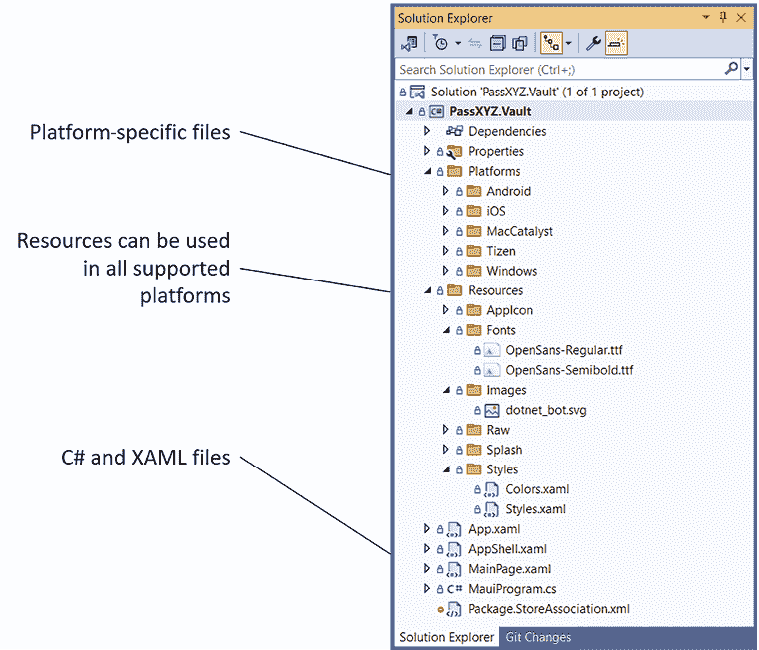 Platform-specific files
Resources can be used
in all supported
platforms
C# and XAML files
Solution Explorer
Search Solution Explorer (Ctrl+;)
Solution 'PassXYZ.Vault' (1 of 1 project)
C# PassXYZ.Vault
Dependencies
Properties
Platforms
Android
iOS
MacCatalyst
Tizen
Windows
Resources
AppIcon
Fonts
OpenSans-Regular.ttf
OpenSans-Semibold.ttf
Images
dotnet_bot.svg
Raw
Splash
Styles
Colors.xaml
Styles.xaml
App.xaml
AppShell.xaml
MainPage.xaml
C# MauiProgram.cs
Package.StoreAssociation.xml
Solution Explorer Git Changes